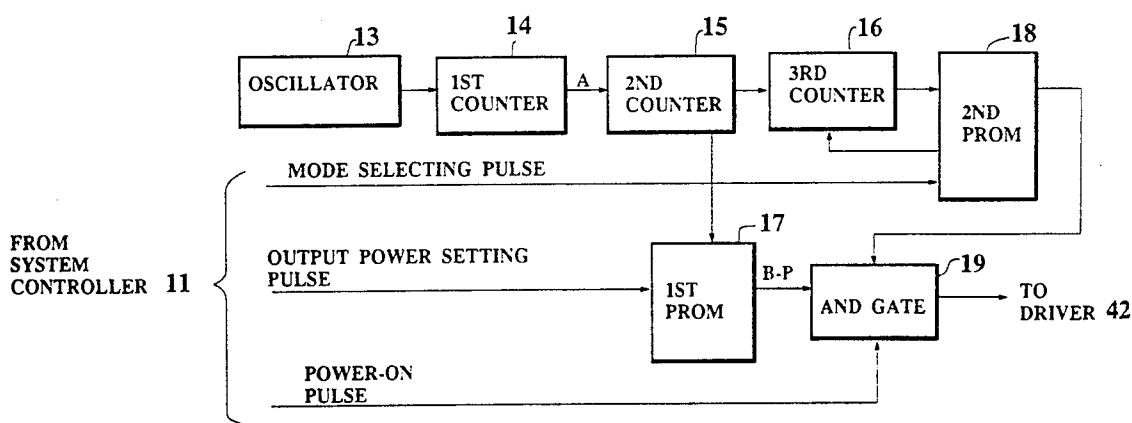 13
14
15
16
18
OSCILLATOR
1ST
COUNTER
A
2ND
COUNTER
3RD
COUNTER
2ND
PROM
MODE SELECTING PULSE
FROM
SYSTEM
CONTROLLER 11
OUTPUT POWER SETTING
PULSE
17
1ST
PROM
B-P
19
AND GATE
TO
DRIVER 42
POWER-ON
PULSE